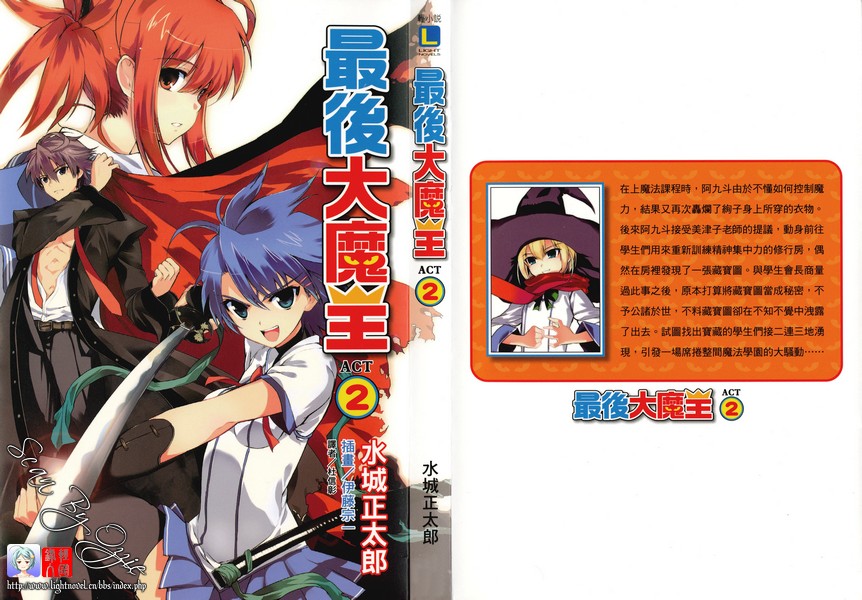 最後大魔王
ACT
2
水城正太郎
插畫／伊藤宗一
譯者／杜信彰
Scan By Ozzie
http://www.lightnovel.cn/bbs/index.php
輕小說
L
LIGHT
NOVELS
最後大魔王
ACT
2
水城正太郎
在上魔法課程時，阿九斗由於不懂如何控制魔
力，結果又再次轟爛了絢子身上所穿的衣物。
後來阿九斗接受美津子老師的提議，動身前往
學生們用來重新訓練精神集中力的修行房，偶
然在房裡發現了一張藏寶圖。與學生會長商量
過此事之後，原本打算將藏寶圖當成秘密，不
予公諸於世，不料藏寶圖卻在不知不覺中洩露
了出去。試圖找出寶藏的學生們接二連三地湧
現，引發一場席捲整間魔法學園的大騷動……
最後大魔王
ACT
2